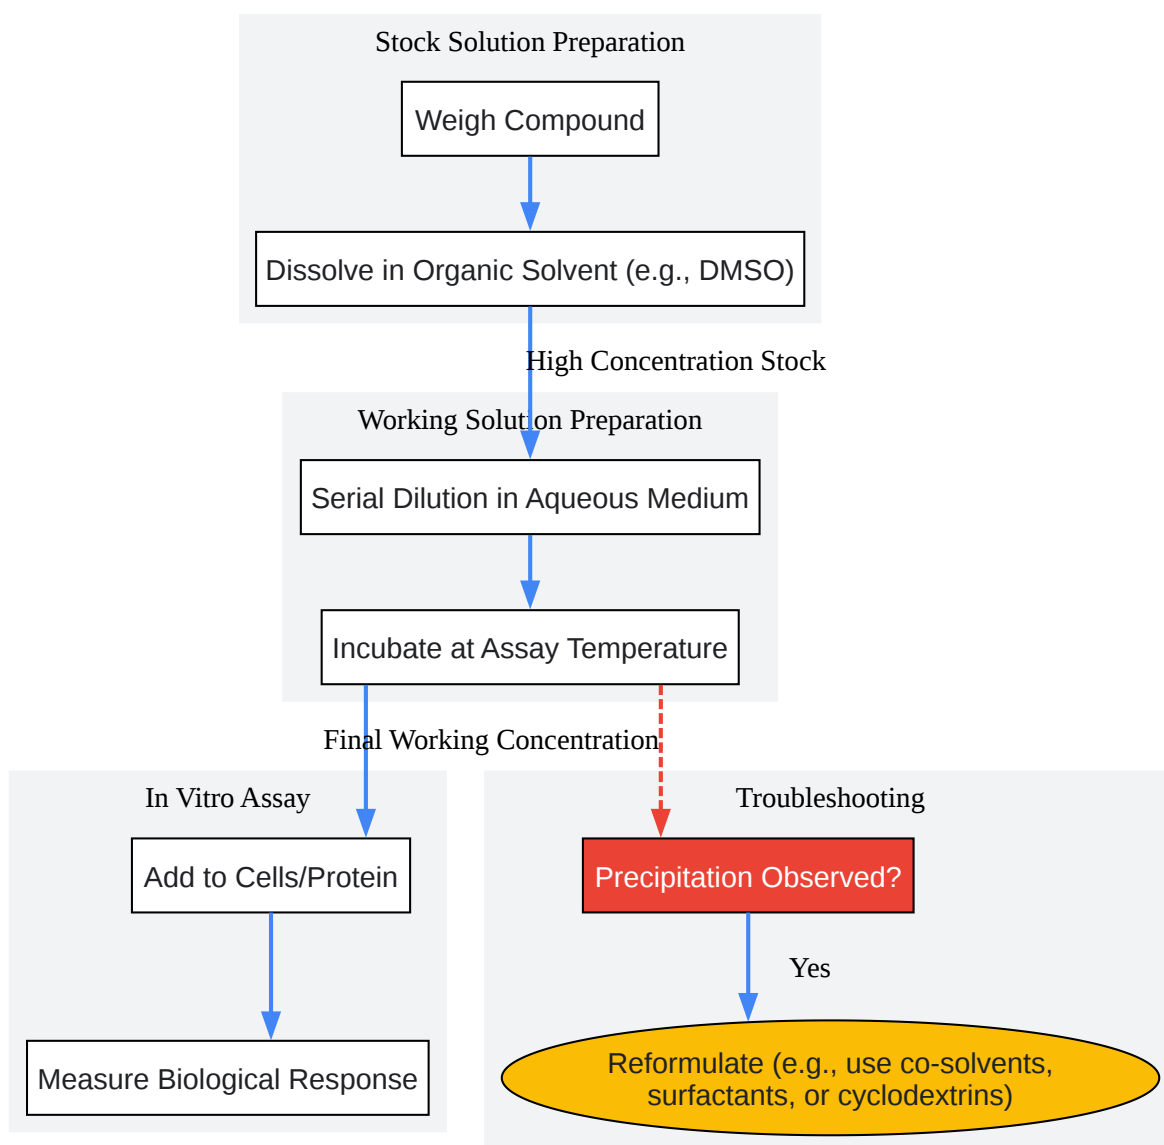 Stock Solution Preparation
Weigh Compound
Dissolve in Organic Solvent (e.g., DMSO)
High Concentration Stock
Working Solution Preparation
Serial Dilution in Aqueous Medium
Incubate at Assay Temperature
Final Working Concentration
In Vitro Assay
Add to Cells/Protein
Measure Biological Response
Troubleshooting
Precipitation Observed?
Yes
Reformulate (e.g., use co-solvents,
surfactants, or cyclodextrins)